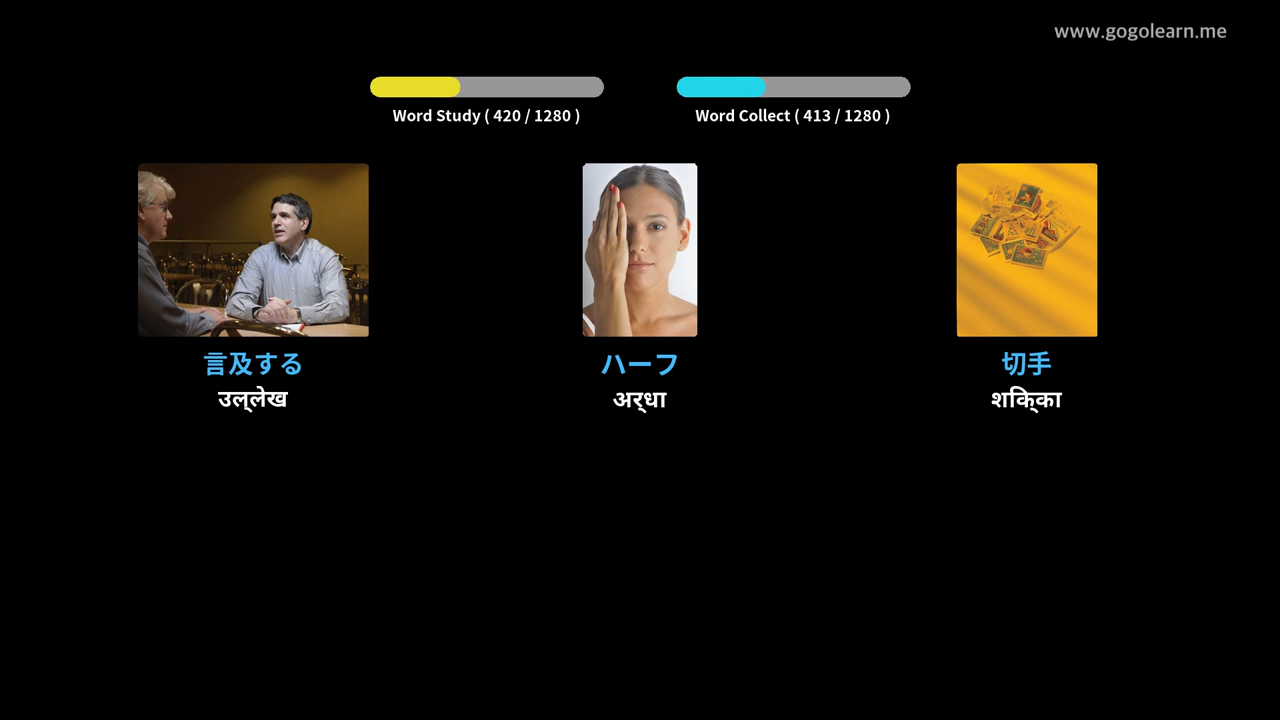 www.gogolearn.me
Word Study ( 420 / 1280 )
Word Collect ( 413 / 1280 )
言及する
ハーフ
切手
उल्लेख
अर्धा
शिक्का